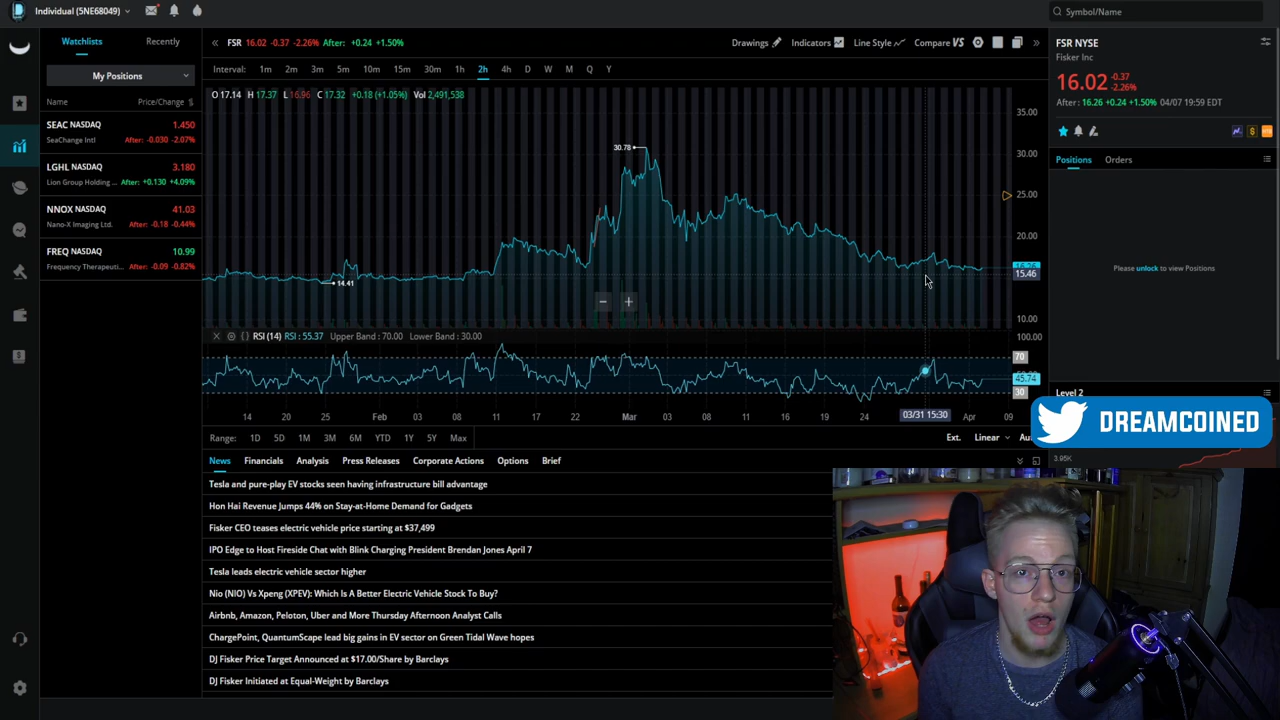 Individual (5NE68049)
Symbol/Name
Watchlists
Recently
My Positions
Name Price/Change
SEAC NASDAQ 1.450
SeaChange Intl After: -0.030 -2.07%
LGHL NASDAQ 3.180
Lion Group Holding ... After: +0.130 +4.09%
NNOX NASDAQ 41.03
Nano-X Imaging Ltd. After: -0.18 -0.44%
FREQ NASDAQ 10.99
Frequency Therapeuti... After: -0.09 -0.82%
FSR 16.02 -0.37 -2.26% After: +0.24 +1.50%
Drawings Indicators Line Style Compare VS
Interval: 1m 2m 3m 5m 10m 15m 30m 1h 2h 4h D W M Q Y
O 17.14 H 17.37 L 16.96 C 17.32 +0.18 (+1.05%) Vol 2,491,538
35.00
30.78
30.00
25.00
20.00
15.46
14.41
10.00
RSI (14) RSI : 55.37 Upper Band : 70.00 Lower Band : 30.00
100.00
70
45.74
30
14 20 25 Feb 03 08 11 17 22 Mar 03 08 11 16 19 24 03/31 15:30 Apr 09
Range: 1D 5D 1M 3M 6M YTD 1Y 5Y Max
Ext. Linear Au
News Financials Analysis Press Releases Corporate Actions Options Brief
Tesla and pure-play EV stocks seen having infrastructure bill advantage
Hon Hai Revenue Jumps 44% on Stay-at-Home Demand for Gadgets
Fisker CEO teases electric vehicle price starting at $37,499
IPO Edge to Host Fireside Chat with Blink Charging President Brendan Jones April 7
Tesla leads electric vehicle sector higher
Nio (NIO) Vs Xpeng (XPEV): Which Is A Better Electric Vehicle Stock To Buy?
Airbnb, Amazon, Peloton, Uber and More Thursday Afternoon Analyst Calls
ChargePoint, QuantumScape lead big gains in EV sector on Green Tidal Wave hopes
DJ Fisker Price Target Announced at $17.00/Share by Barclays
DJ Fisker Initiated at Equal-Weight by Barclays
FSR NYSE
Fisker Inc
16.02 -0.37
-2.26%
After: 16.26 +0.24 +1.50% 04/07 19:59 EDT
Positions Orders
Please unlock to view Positions
Level 2
DREAMCOINED
3.95K